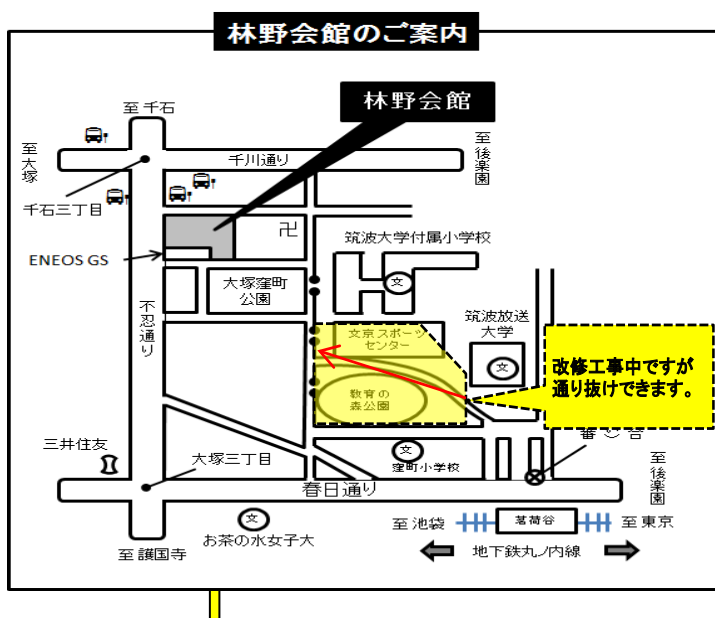 林野会館のご案内
林野会館
至 千石
至大塚
千川通り
至後楽園
千石三丁目
ENEOS GS
卍
筑波大学付属小学校
文
大塚窪町
公園
不忍通り
文京スポーツ
センター
筑波放送
大学
文
改修工事中ですが
通り抜けできます。
教育の
森公園
三井住友
大塚三丁目
文
窪町小学校
至後楽園
春日通り
文
お茶の水女子大
至 池袋
茗荷谷
至 東京
至 護国寺
地下鉄丸ノ内線